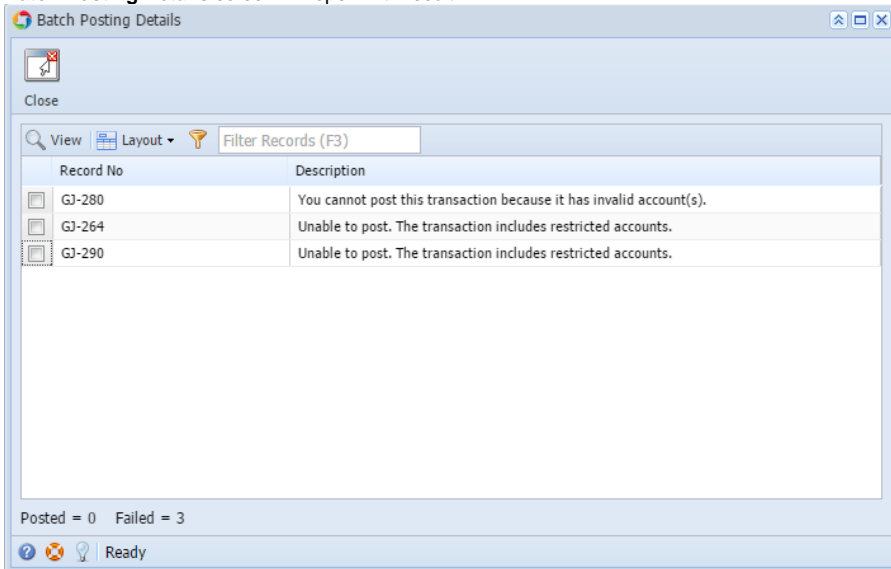 Batch Posting Details
Close
View Layout Filter Records (F3)
Record No Description
GJ-280 You cannot post this transaction because it has invalid account(s).
GJ-264 Unable to post. The transaction includes restricted accounts.
GJ-290 Unable to post. The transaction includes restricted accounts.
Posted = 0 Failed = 3
Ready